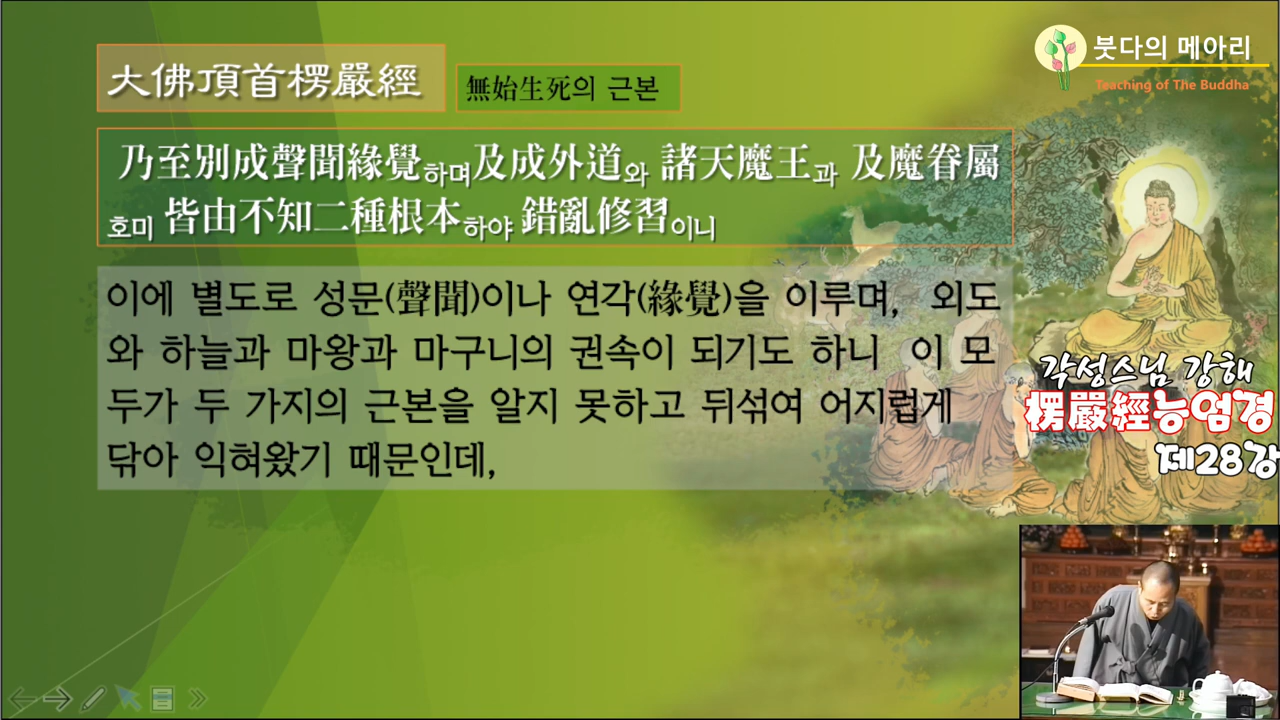 붓다의 메아리
Teaching of The Buddha
大佛頂首楞嚴經
無始生死의 근본
乃至別成聲聞緣覺하며及成外道와 諸天魔王과 及魔眷屬
호미 皆由不知二種根本하야 錯亂修習이니
이에 별도로 성문(聲聞)이나 연각(緣覺)을 이루며, 외도
와 하늘과 마왕과 마구니의 권속이 되기도 하니 이 모
두가 두 가지의 근본을 알지 못하고 뒤섞여 어지럽게
닦아 익혀왔기 때문인데,
각성스님 강해
楞嚴經능엄경
제28강